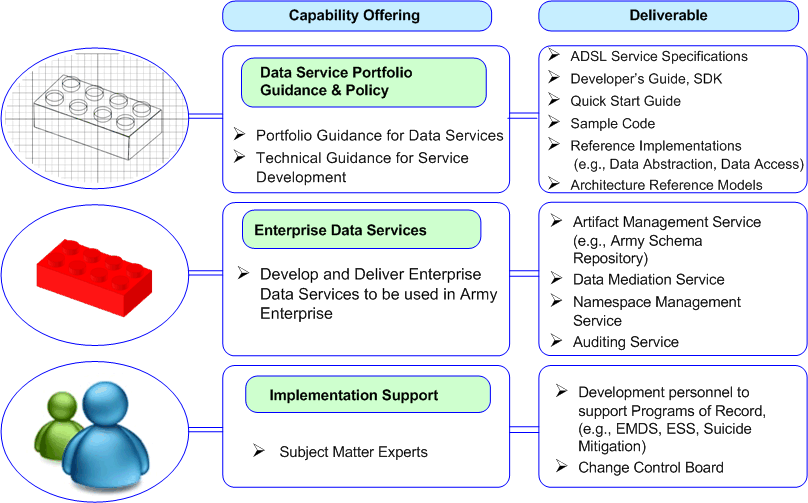 Capability Offering
Deliverable
Data Service Portfolio
Guidance & Policy
➢ Portfolio Guidance for Data Services
➢ Technical Guidance for Service
Development
➢ ADSL Service Specifications
➢ Developer's Guide, SDK
➢ Quick Start Guide
➢ Sample Code
➢ Reference Implementations
(e.g., Data Abstraction, Data Access)
➢ Architecture Reference Models
Enterprise Data Services
➢ Develop and Deliver Enterprise
Data Services to be used in Army
Enterprise
➢ Artifact Management Service
(e.g., Army Schema
Repository)
➢ Data Mediation Service
➢ Namespace Management
Service
➢ Auditing Service
Implementation Support
➢ Subject Matter Experts
➢ Development personnel to
support Programs of Record,
(e.g., EMDS, ESS, Suicide
Mitigation)
➢ Change Control Board